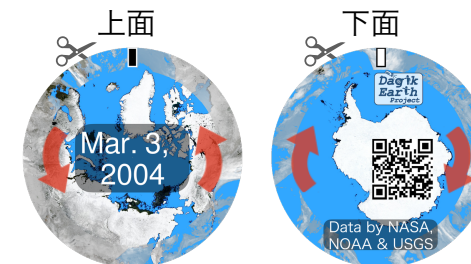 上面
下面
Dagik
Earth
Project
Mar. 3,
2004
Data by NASA,
NOAA & USGS